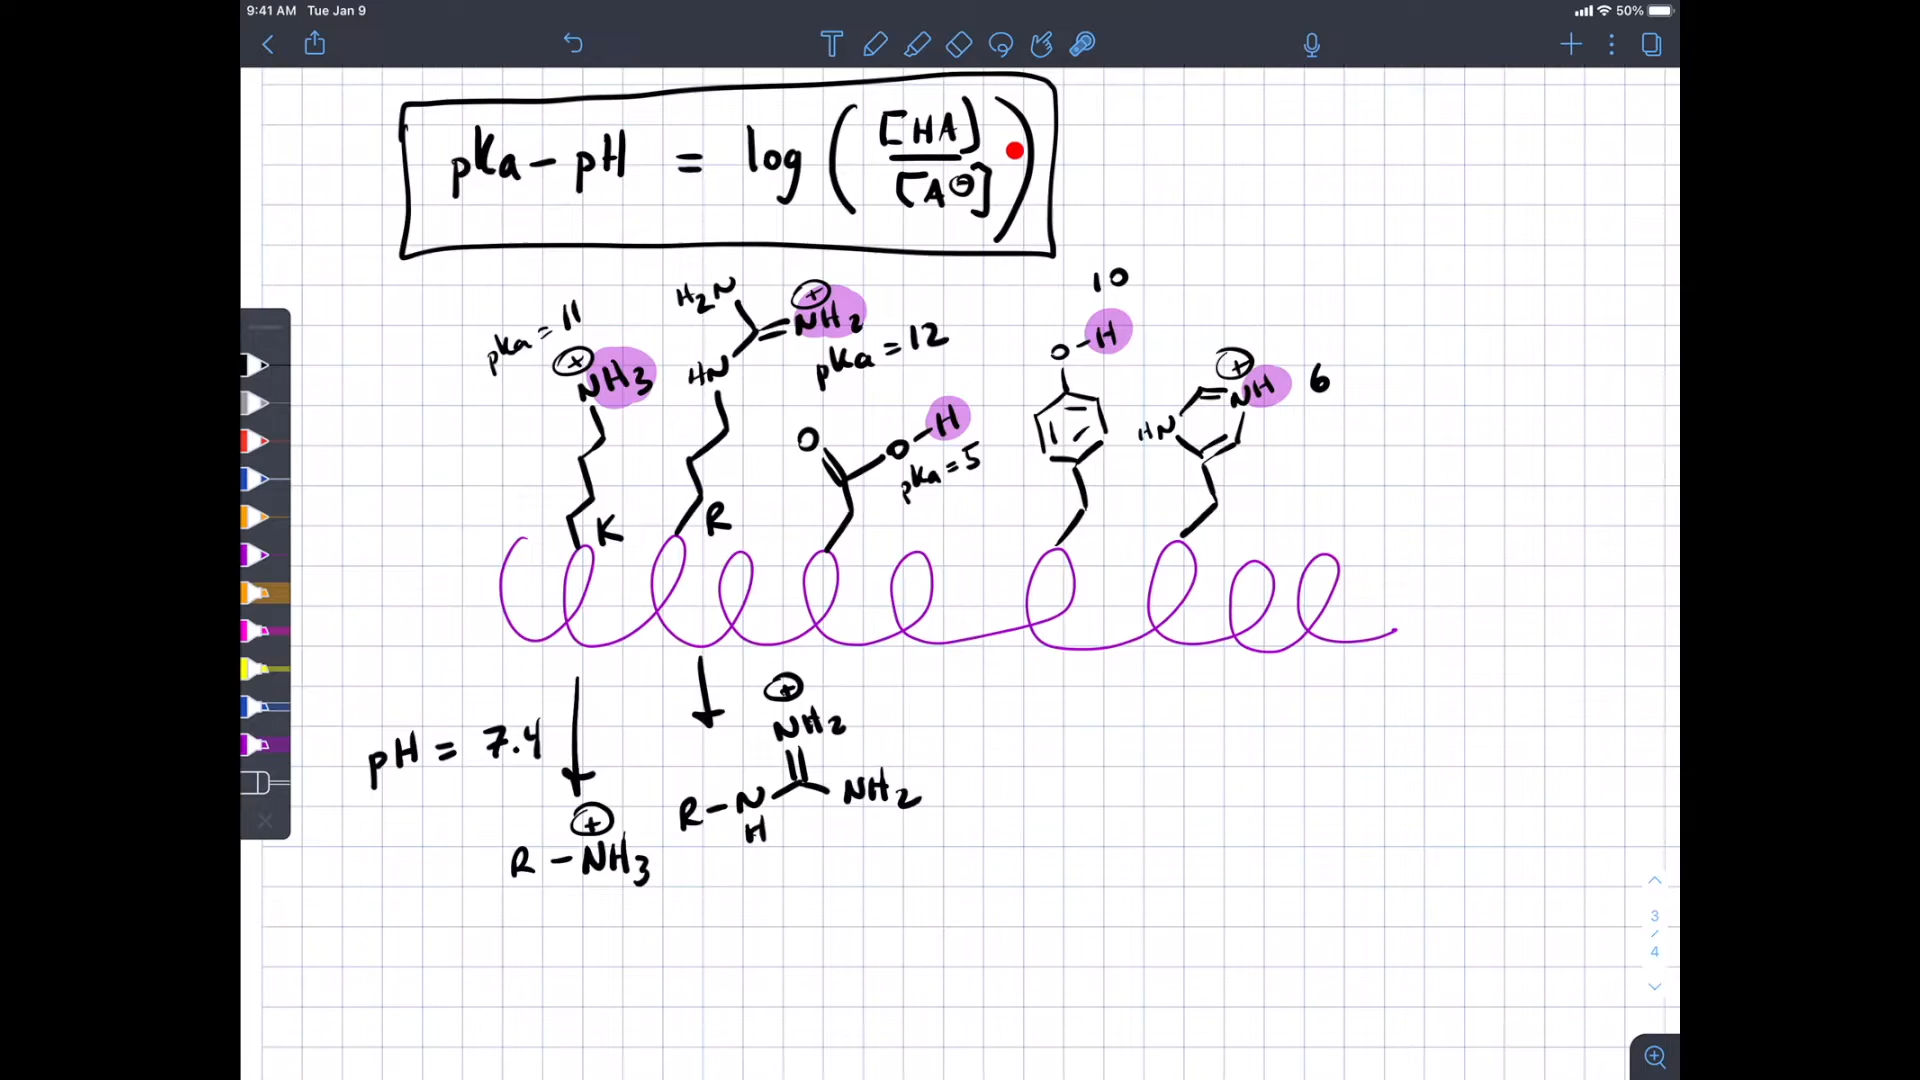 9:41 AM Tue Jan 9
50%
T
pKa - pH = log ([HA] / [A⊖])
pKa = 11
⊕
NH3
K
H2N
⊕
NH2
HN
pKa = 12
R
O
O-H
pKa = 5
10
O-H
⊕
NH
HN
6
pH = 7.4
⊕
R-NH3
⊕
NH2
R-N
H
NH2
3
/
4